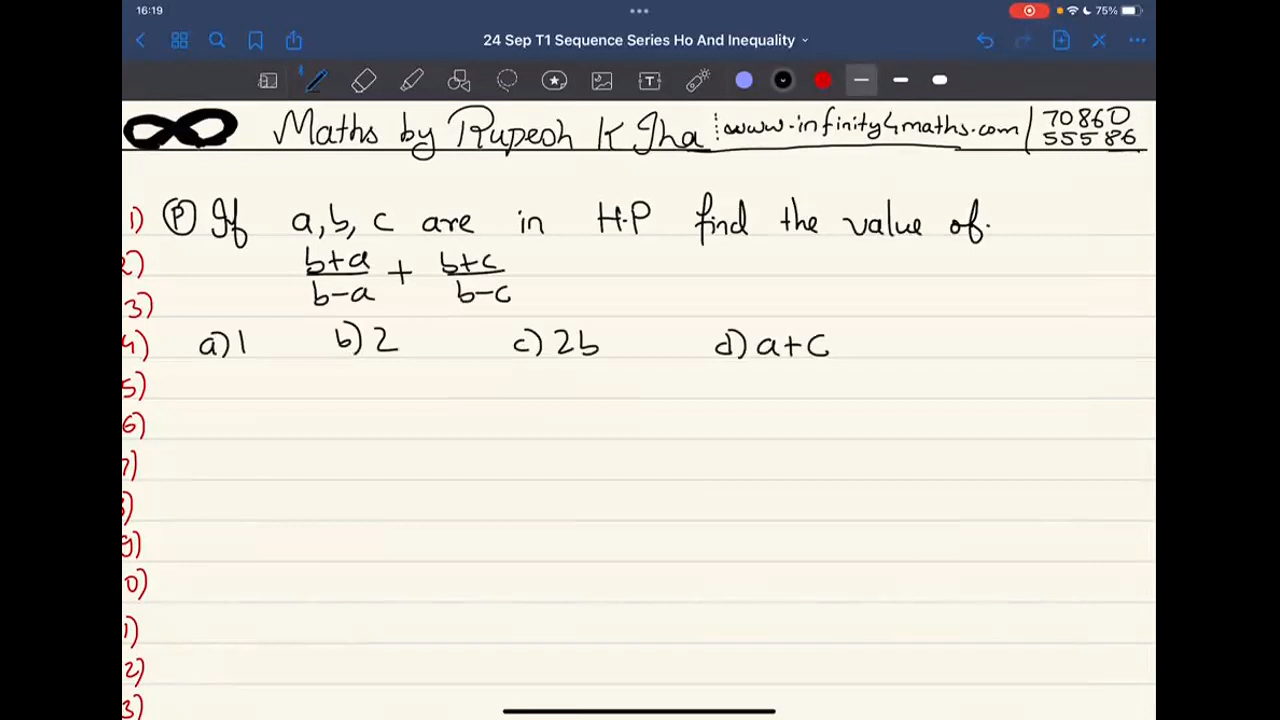 16:19
75%
24 Sep T1 Sequence Series Ho And Inequality
Maths by Rupesh K Jha www.infinity4maths.com 70860 55586
1) (P) If a, b, c are in H.P find the value of.
2) b+a/b-a + b+c/b-c
3)
4) a) 1 b) 2 c) 2b d) a+c
5)
6)
7)
8)
9)
0)
1)
2)
3)